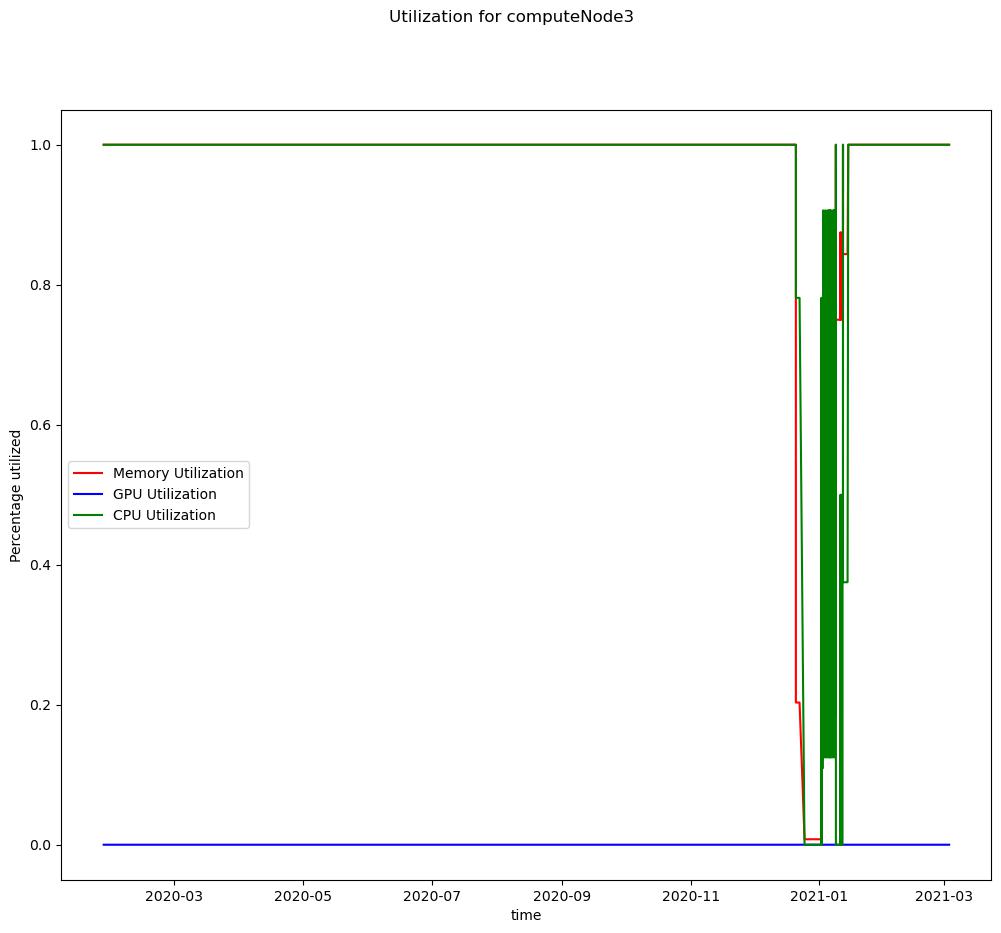 Utilization for computeNode3
1.0
0.8
0.6
0.4
0.2
0.0
Percentage utilized
Memory Utilization
GPU Utilization
CPU Utilization
2020-03 2020-05 2020-07 2020-09 2020-11 2021-01 2021-03
time